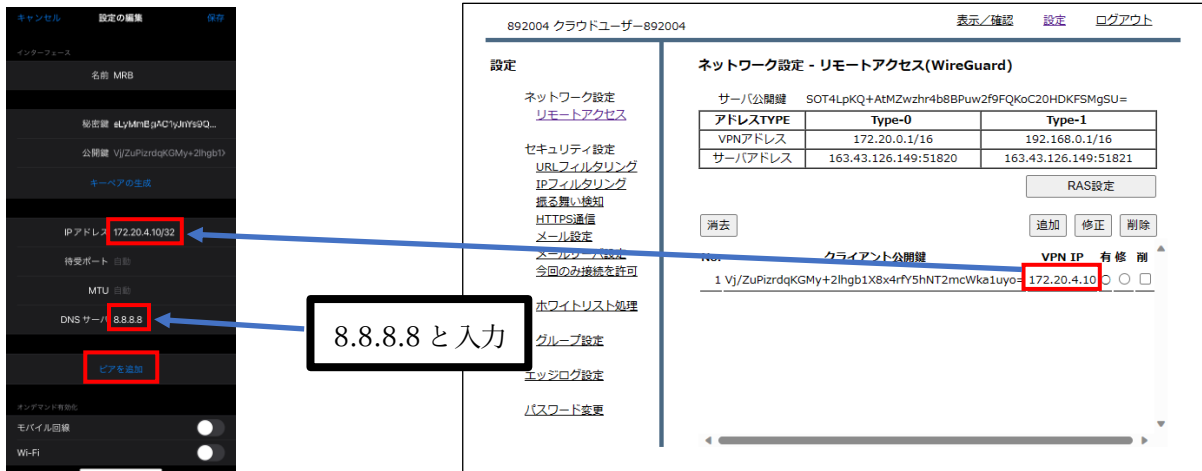 キャンセル 設定の編集 保存
インターフェース
名前 MRB
秘密鍵
公開鍵 Vj/ZuPizrdqKGMy+2lhgb1
キーペアの生成
IPアドレス 172.20.4.10/32
待受ポート 自動
MTU 自動
DNS サーバ 8.8.8.8
ピアを追加
オンデマンド有効化
モバイル回線
Wi-Fi
8.8.8.8 と入力
892004 クラウドユーザー892004
表示／確認 設定 ログアウト
設定
ネットワーク設定
リモートアクセス
セキュリティ設定
URLフィルタリング
IPフィルタリング
振る舞い検知
HTTPS通信
メール設定
メールサーバ設定
今回のみ接続を許可
ホワイトリスト処理
グループ設定
エッジログ設定
パスワード変更
ネットワーク設定 - リモートアクセス(WireGuard)
サーバ公開鍵 SOT4LpKQ+AtMZwzhr4b8BPuw2f9FQKoC20HDKFSMgSU=
アドレスTYPE Type-0 Type-1
VPNアドレス 172.20.0.1/16 192.168.0.1/16
サーバアドレス 163.43.126.149:51820 163.43.126.149:51821
RAS設定
消去 追加 修正 削除
No. クライアント公開鍵 VPN IP 有 修 削
1 Vj/ZuPizrdqKGMy+2lhgb1X8x4rfY5hNT2mcWka1uyo= 172.20.4.10